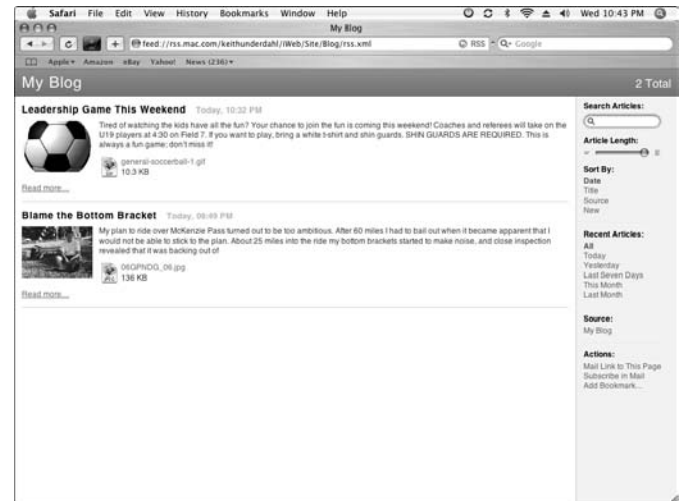 Safari File Edit View History Bookmarks Window Help Wed 10:43 PM
My Blog
feed://rss.mac.com/keithunderdahl/iWeb/Site/Blog/rss.xml RSS Google
Apple Amazon eBay Yahoo! News (236)
My Blog 2 Total
Leadership Game This Weekend Today, 10:32 PM
Tired of watching the kids have all the fun? Your chance to join the fun is coming this weekend! Coaches and referees will take on the
U19 players at 4:30 on Field 7. If you want to play, bring a white t-shirt and shin guards. SHIN GUARDS ARE REQUIRED. This is
always a fun game; don't miss it!
general-soccerball-1.gif
10.3 KB
Read more...
Blame the Bottom Bracket Today, 08:49 PM
My plan to ride over McKenzie Pass turned out to be too ambitious. After 60 miles I had to bail out when it became apparent that I
would not be able to stick to the plan. About 25 miles into the ride my bottom brackets started to make noise, and close inspection
revealed that it was backing out of
06GPNDG_06.jpg
136 KB
Read more...
Search Articles:
Article Length:
Sort By:
Date
Title
Source
New
Recent Articles:
All
Today
Yesterday
Last Seven Days
This Month
Last Month
Source:
My Blog
Actions:
Mail Link to This Page
Subscribe in Mail
Add Bookmark...